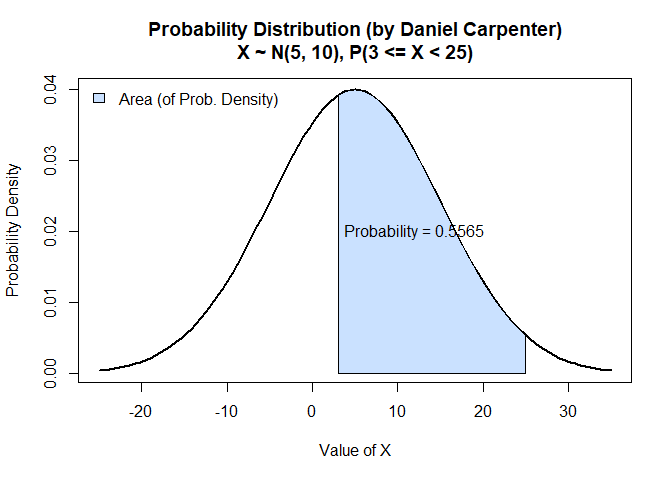 Probability Distribution (by Daniel Carpenter)
X ~ N(5, 10), P(3 <= X < 25)
Area (of Prob. Density)
Probability = 0.5565
Probability Density
0.04
0.03
0.02
0.01
0.00
-20 -10 0 10 20 30
Value of X